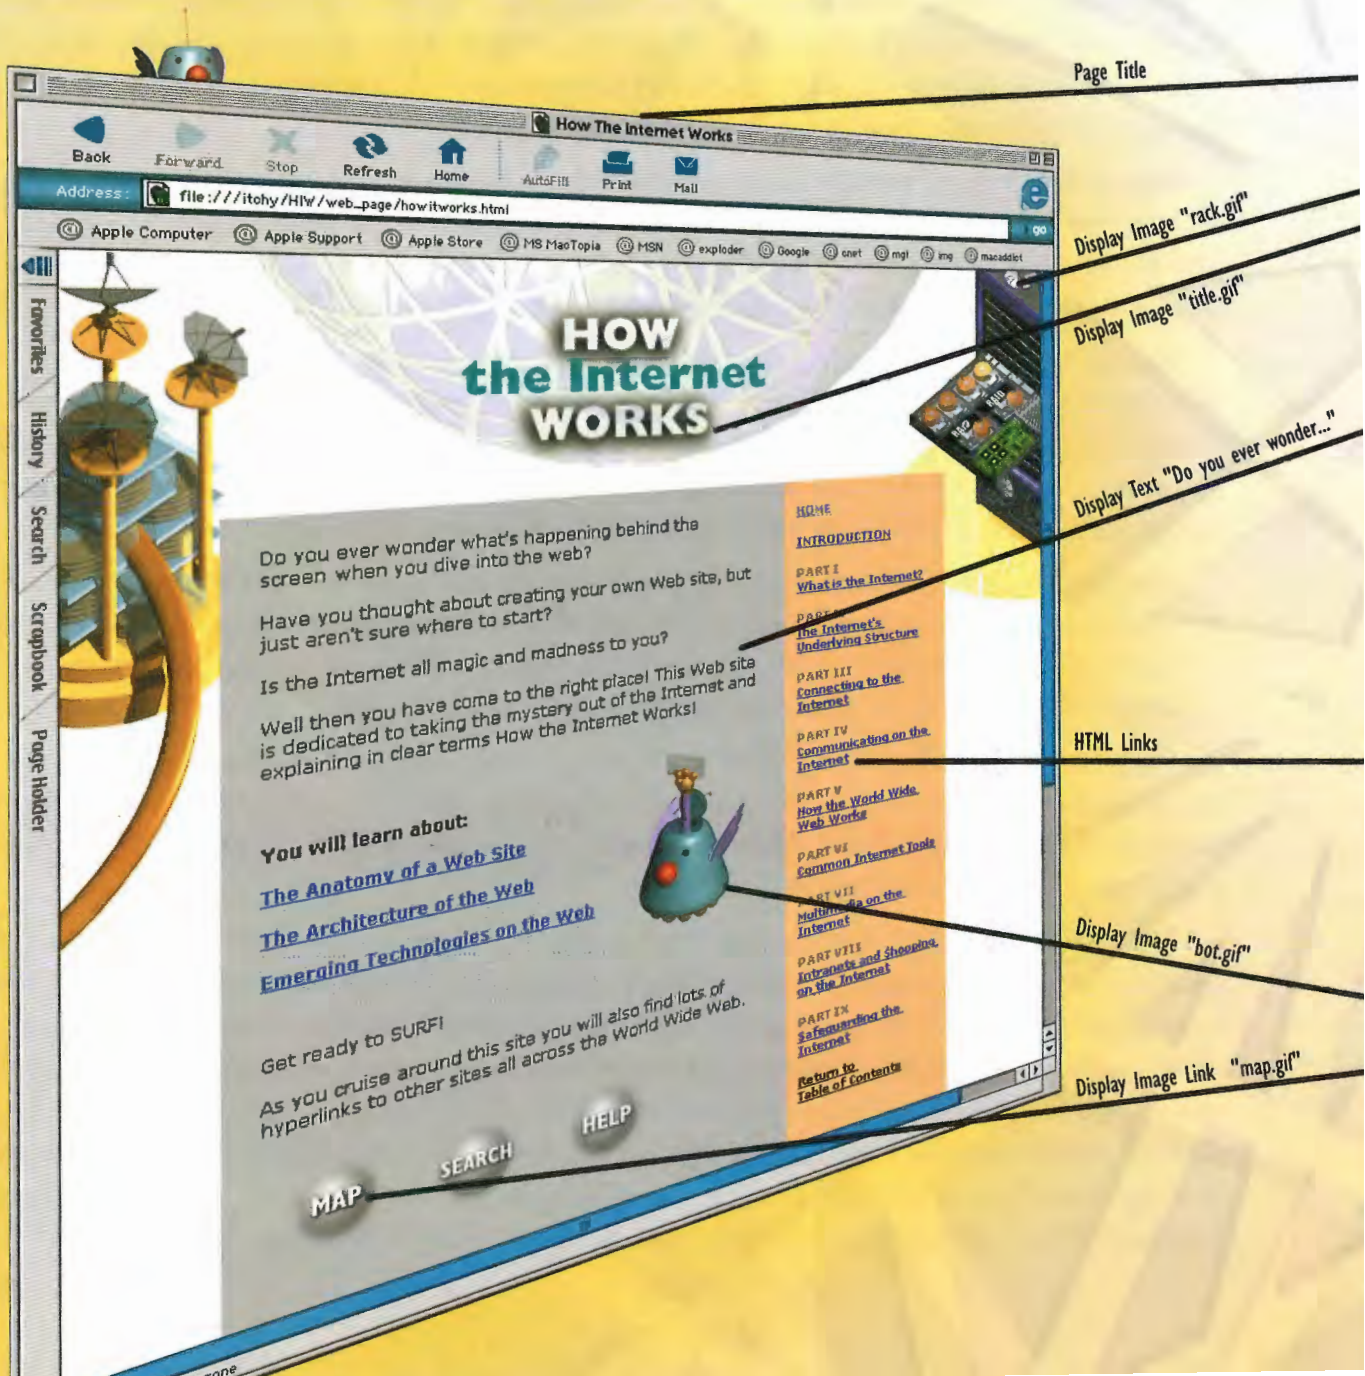 Page Title
How The Internet Works
Back
Forward
Stop
Refresh
Home
AutoFill
Print
Mail
Address:
file:///itchy/HIW/web_page/howitworks.html
go
Apple Computer
Apple Support
Apple Store
MS MacTopia
MSN
exploder
Google
cnet
mgl
img
macaddict
Display Image "rack.gif"
Display Image "title.gif"
Favorites
History
Search
Scrapbook
Page Holder
HOW
the Internet
WORKS
RAID
RAID
Display Text "Do you ever wonder..."
Do you ever wonder what's happening behind the
screen when you dive into the web?
Have you thought about creating your own Web site, but
just aren't sure where to start?
Is the Internet all magic and madness to you?
Well then you have come to the right place! This Web site
is dedicated to taking the mystery out of the Internet and
explaining in clear terms How the Internet Works!
You will learn about:
The Anatomy of a Web Site
The Architecture of the Web
Emerging Technologies on the Web
Get ready to SURF!
As you cruise around this site you will also find lots of
hyperlinks to other sites all across the World Wide Web.
MAP
SEARCH
HELP
HOME
INTRODUCTION
PART I
What is the Internet?
PART
The Internet's
Underlying Structure
PART III
Connecting to the
Internet
PART IV
Communicating on the
Internet
PART V
How the World Wide
Web Works
PART VI
Common Internet Tools
PART VII
Multimedia on the
Internet
PART VIII
Intranets and Shopping
on the Internet
PART IX
Safeguarding the
Internet
Return to
Table of Contents
HTML Links
Display Image "bot.gif"
Display Image Link "map.gif"
zone